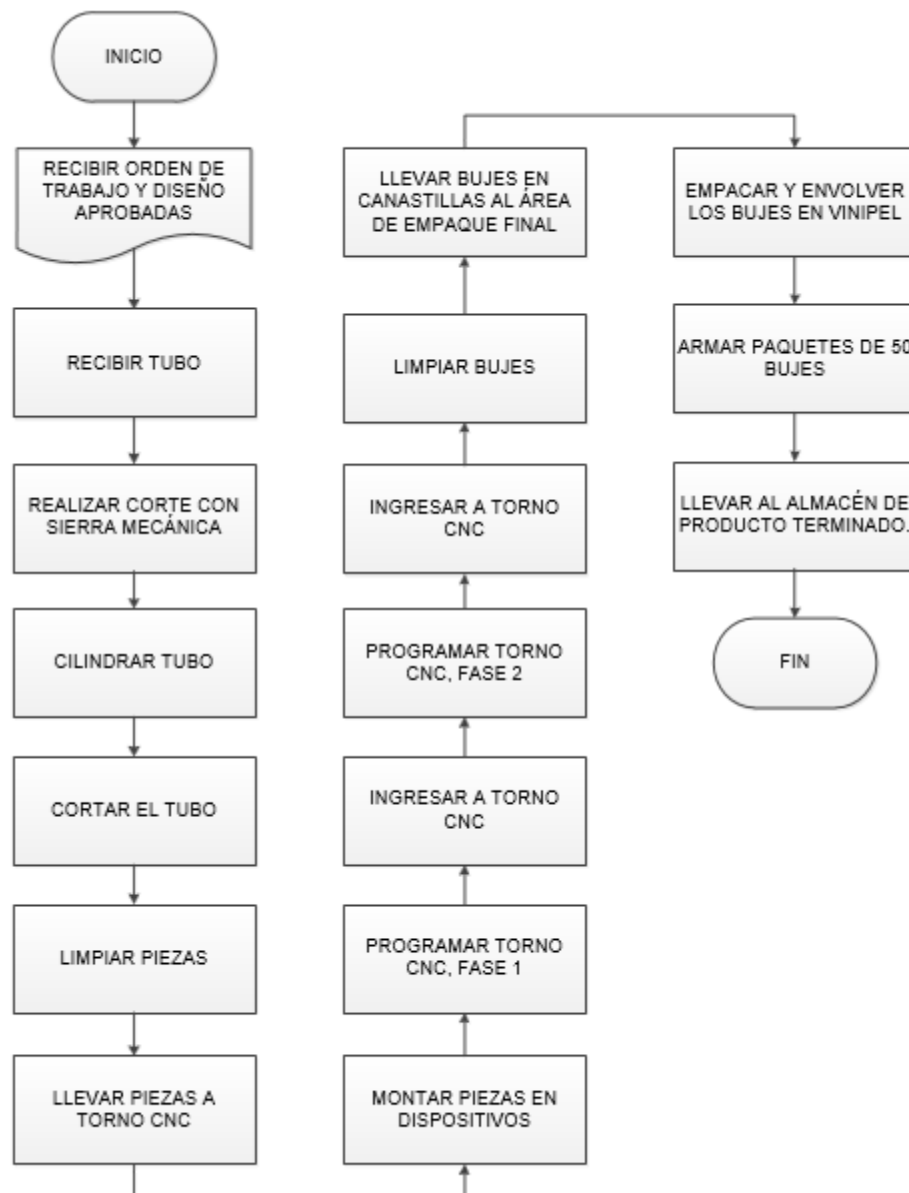 INICIO
RECIBIR ORDEN DE
TRABAJO Y DISEÑO
APROBADAS
RECIBIR TUBO
REALIZAR CORTE CON
SIERRA MECÁNICA
CILINDRAR TUBO
CORTAR EL TUBO
LIMPIAR PIEZAS
LLEVAR PIEZAS A
TORNO CNC
MONTAR PIEZAS EN
DISPOSITIVOS
PROGRAMAR TORNO
CNC, FASE 1
INGRESAR A TORNO
CNC
PROGRAMAR TORNO
CNC, FASE 2
INGRESAR A TORNO
CNC
LIMPIAR BUJES
LLEVAR BUJES EN
CANASTILLAS AL ÁREA
DE EMPAQUE FINAL
EMPACAR Y ENVOLVER
LOS BUJES EN VINIPEL
ARMAR PAQUETES DE 50
BUJES
LLEVAR AL ALMACÉN DE
PRODUCTO TERMINADO.
FIN